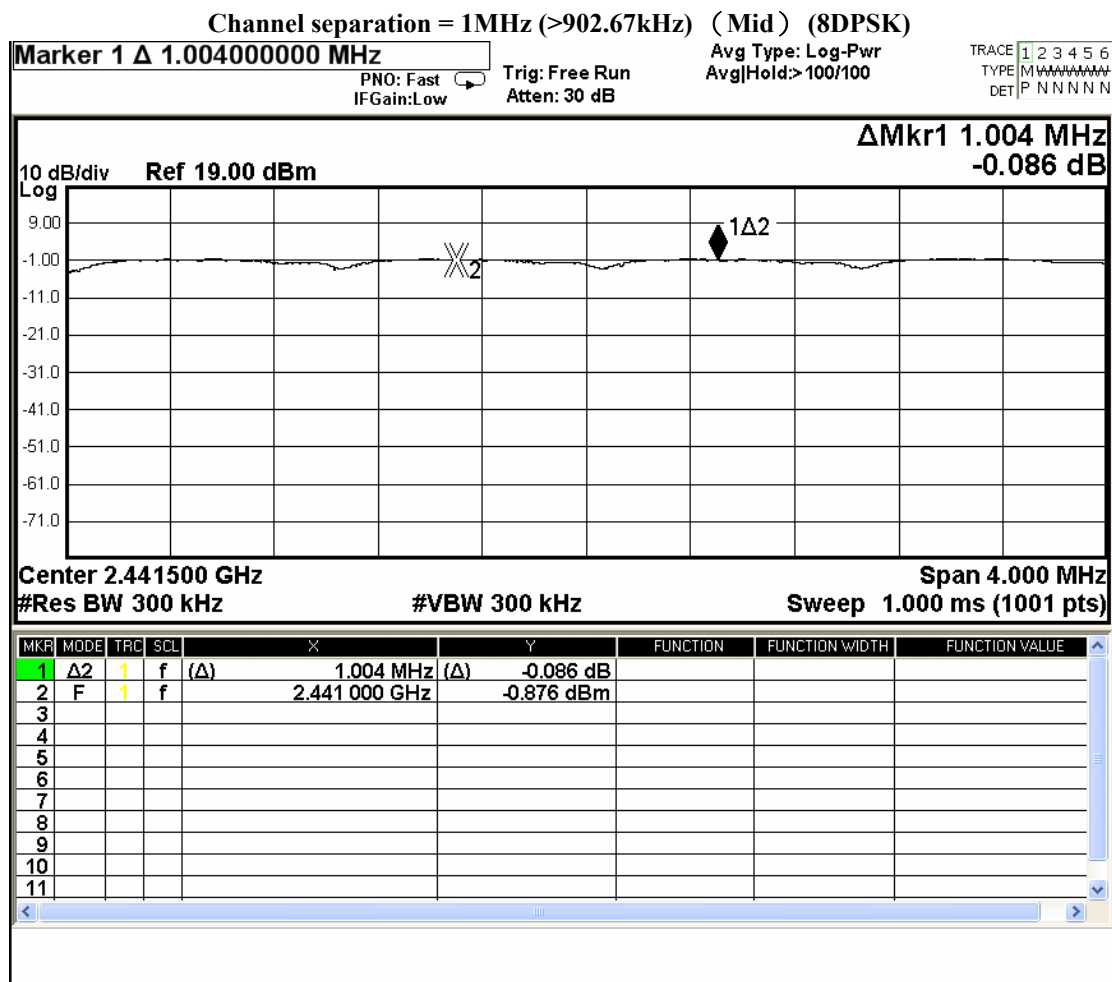 Channel separation = 1MHz (>902.67kHz) （Mid） (8DPSK)
Marker 1 Δ 1.004000000 MHz
PNO: Fast
IFGain:Low
Trig: Free Run
Atten: 30 dB
Avg Type: Log-Pwr
Avg|Hold:>100/100
TRACE 1 2 3 4 5 6
TYPE M
DET P N N N N N
ΔMkr1 1.004 MHz
-0.086 dB
10 dB/div Ref 19.00 dBm
Log
9.00
-1.00
-11.0
-21.0
-31.0
-41.0
-51.0
-61.0
-71.0
1Δ2
2
Center 2.441500 GHz Span 4.000 MHz
#Res BW 300 kHz #VBW 300 kHz Sweep 1.000 ms (1001 pts)
MKR MODE TRC SCL X Y FUNCTION FUNCTION WIDTH FUNCTION VALUE
1 Δ2 1 f (Δ) 1.004 MHz (Δ) -0.086 dB
2 F 1 f 2.441 000 GHz -0.876 dBm
3
4
5
6
7
8
9
10
11